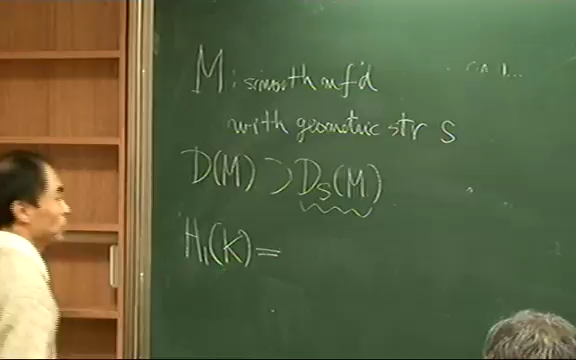 M : smooth mf'd
with geometric str S
D(M) ⊃ D_S(M)
H_1(K) =